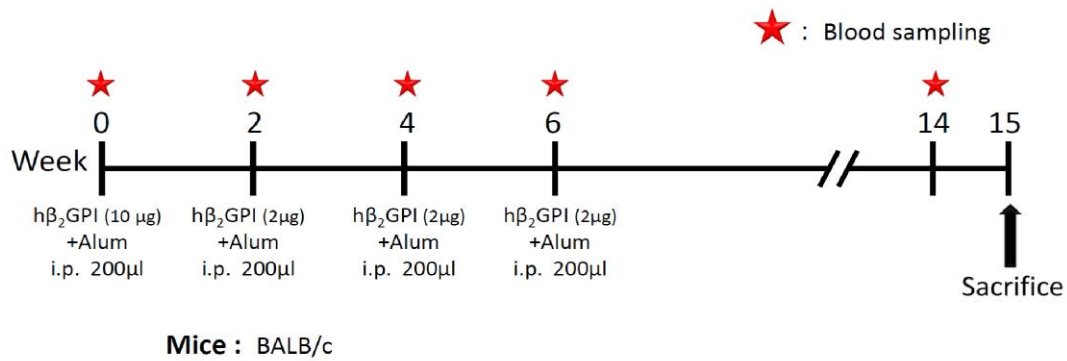 : Blood sampling
0 2 4 6 14 15
Week
hβ₂GPI (10 µg) hβ₂GPI (2µg) hβ₂GPI (2µg) hβ₂GPI (2µg)
+Alum +Alum +Alum +Alum
i.p. 200µl i.p. 200µl i.p. 200µl i.p. 200µl
Sacrifice
Mice : BALB/c